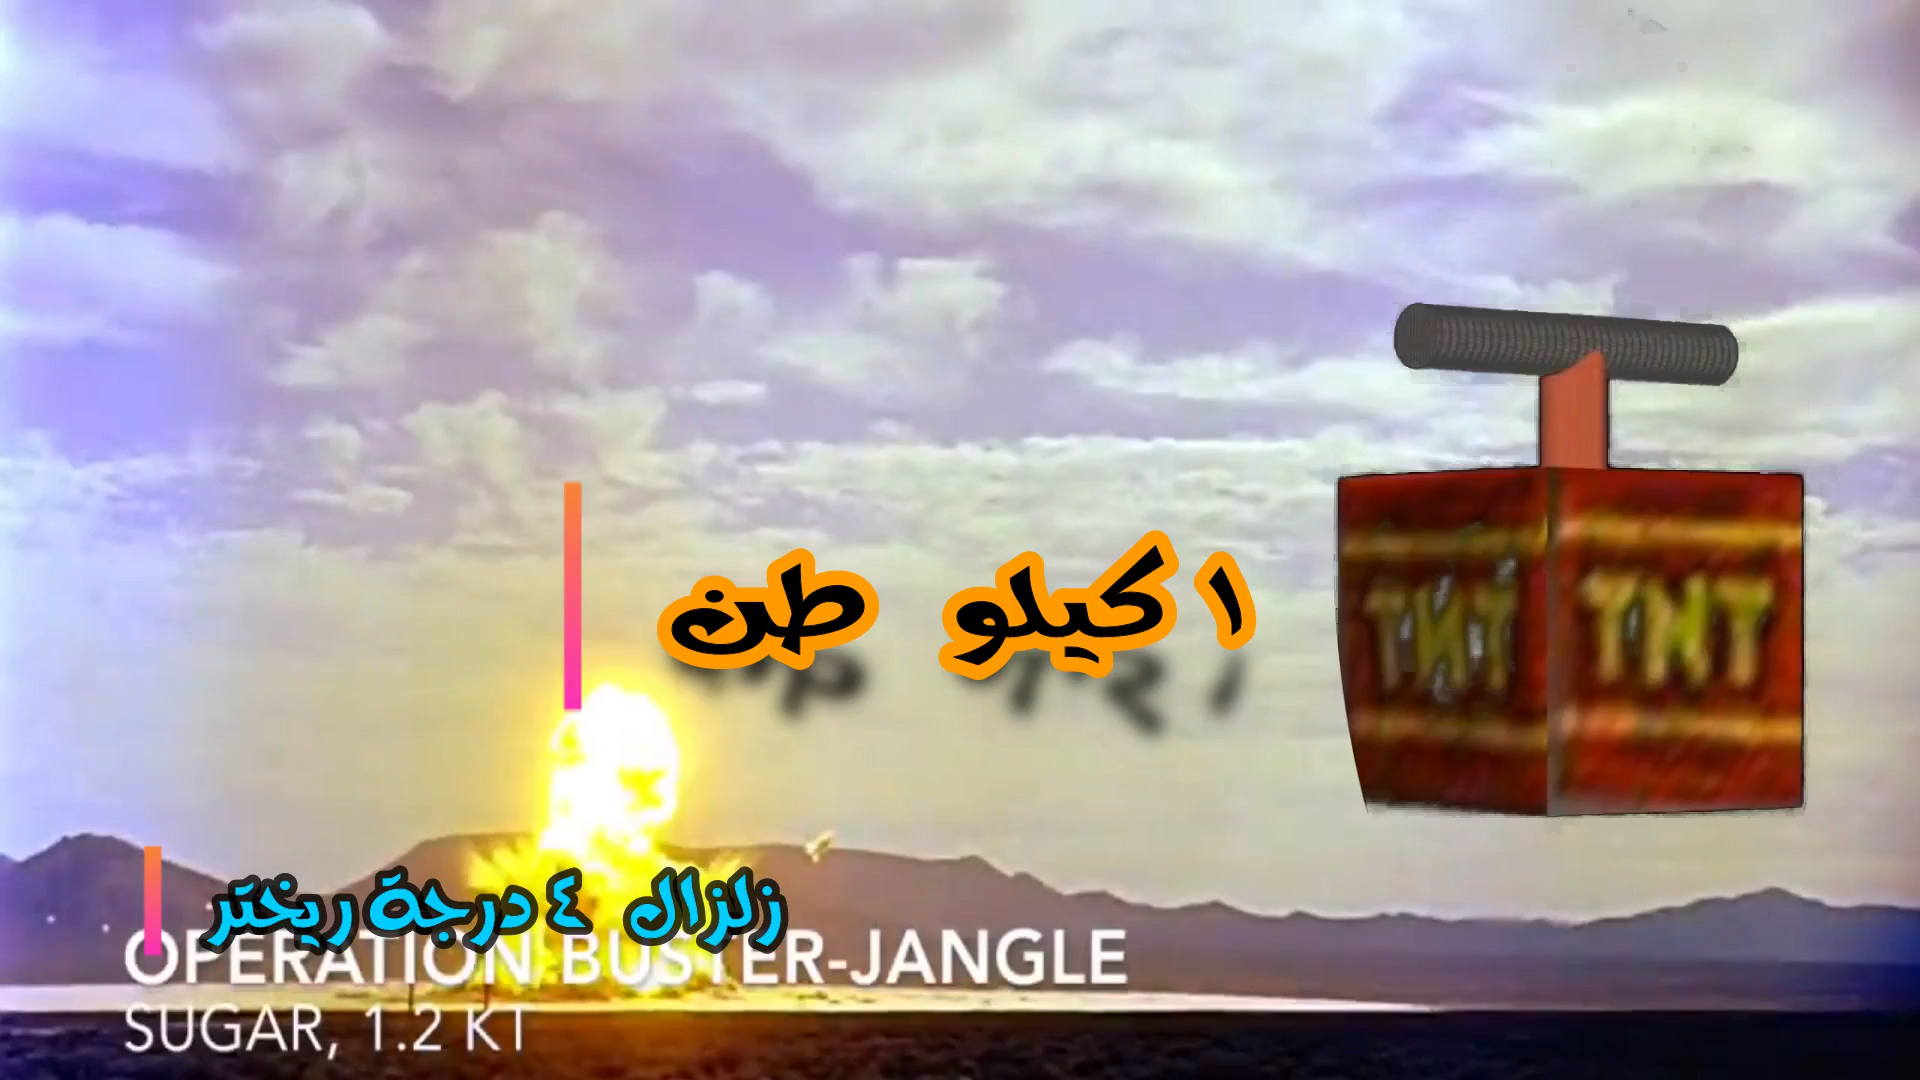 ١ كيلو طن
TNT TNT
زلزال ٤ درجة ريختر
OPERATION BUSTER-JANGLE
SUGAR, 1.2 KT